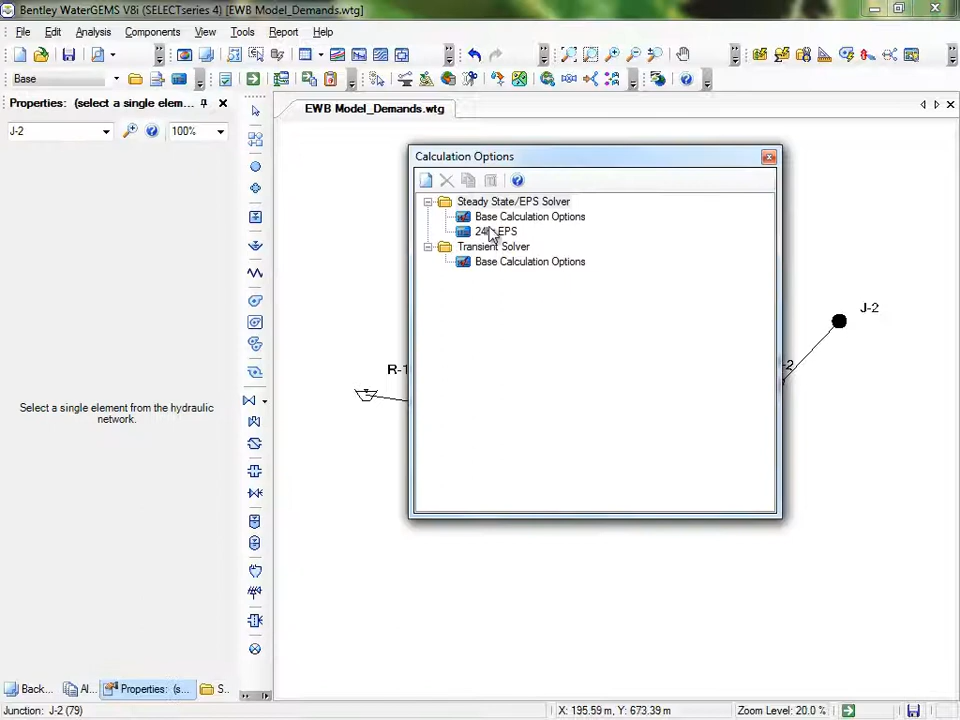 Bentley WaterGEMS V8i (SELECTseries 4) [EWB Model_Demands.wtg]
File Edit Analysis Components View Tools Report Help
Base
Properties: (select a single elem...
EWB Model_Demands.wtg
J-2 100%
Calculation Options
Steady State/EPS Solver
Base Calculation Options
EPS
Transient Solver
Base Calculation Options
J-2
R-1
Select a single element from the hydraulic
network.
Back... Al... Properties: (s... S..
Junction: J-2 (79) X: 195.59 m, Y: 673.39 m Zoom Level: 20.0 %